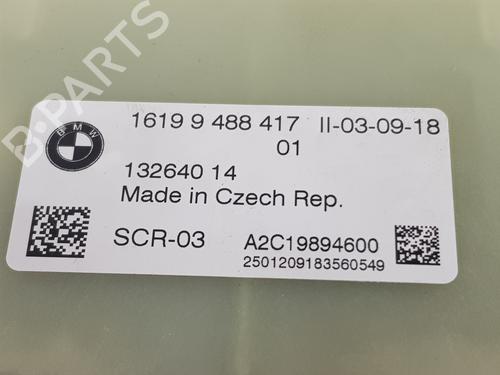 B-PARTS
BMW
1619 9 488 417 II-03-09-18
01
132640 14
Made in Czech Rep.
SCR-03 A2C19894600
2501209183560549